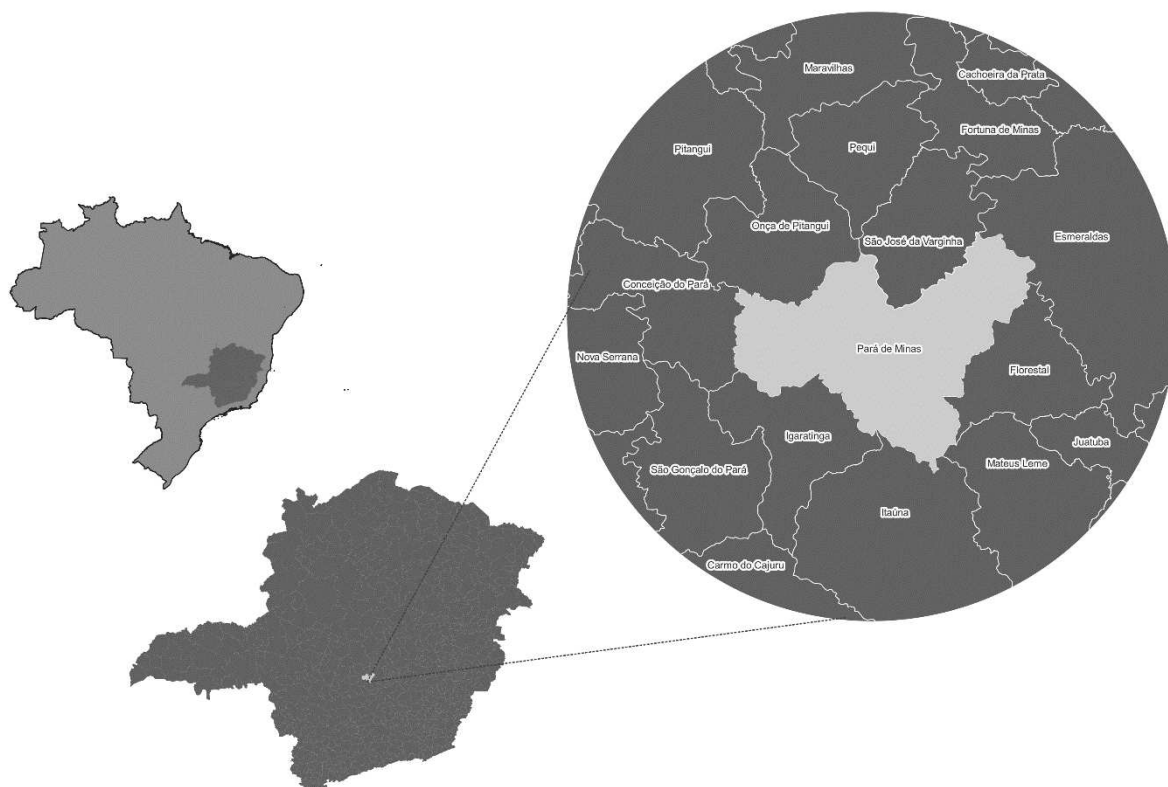 Maravilhas
Cachoeira da Prata
Fortuna de Minas
Pitangui
Pequi
Onça de Pitangui
São José da Varginha
Esmeraldas
Conceição do Pará
Nova Serrana
Pará de Minas
Florestal
Igaratinga
Juatuba
São Gonçalo do Pará
Mateus Leme
Itaúna
Carmo do Cajuru